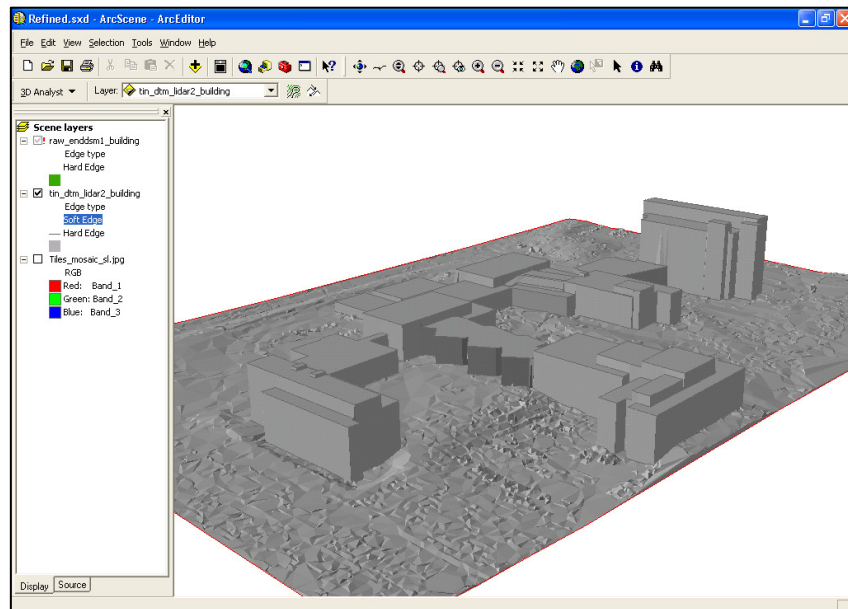 Refined.sxd - ArcScene - ArcEditor
File Edit View Selection Tools Window Help
3D Analyst Layer: tin_dtm_lidar2_building
Scene layers
raw_enddsm1_building
Edge type
Hard Edge
tin_dtm_lidar2_building
Edge type
Soft Edge
Hard Edge
Tiles_mosaic_sl.jpg
RGB
Red: Band_1
Green: Band_2
Blue: Band_3
Display Source